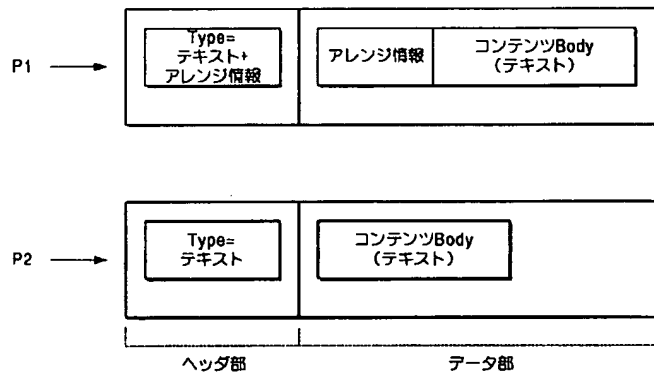 P1
Type=
テキスト+
アレンジ情報
アレンジ情報
コンテンツBody
(テキスト)
P2
Type=
テキスト
コンテンツBody
(テキスト)
ヘッダ部
データ部